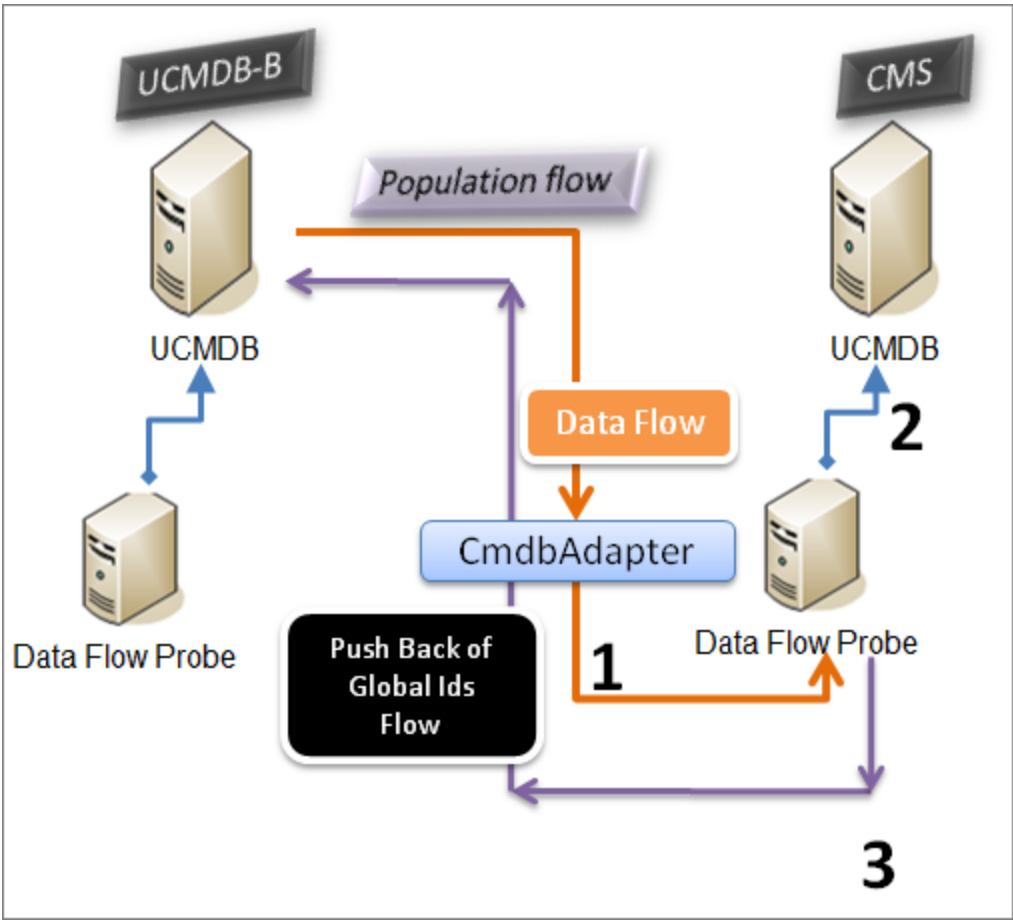 UCMDB-B
CMS
Population flow
UCMDB
UCMDB
Data Flow
2
CmdbAdapter
Data Flow Probe
Data Flow Probe
Push Back of
Global Ids
Flow
1
3